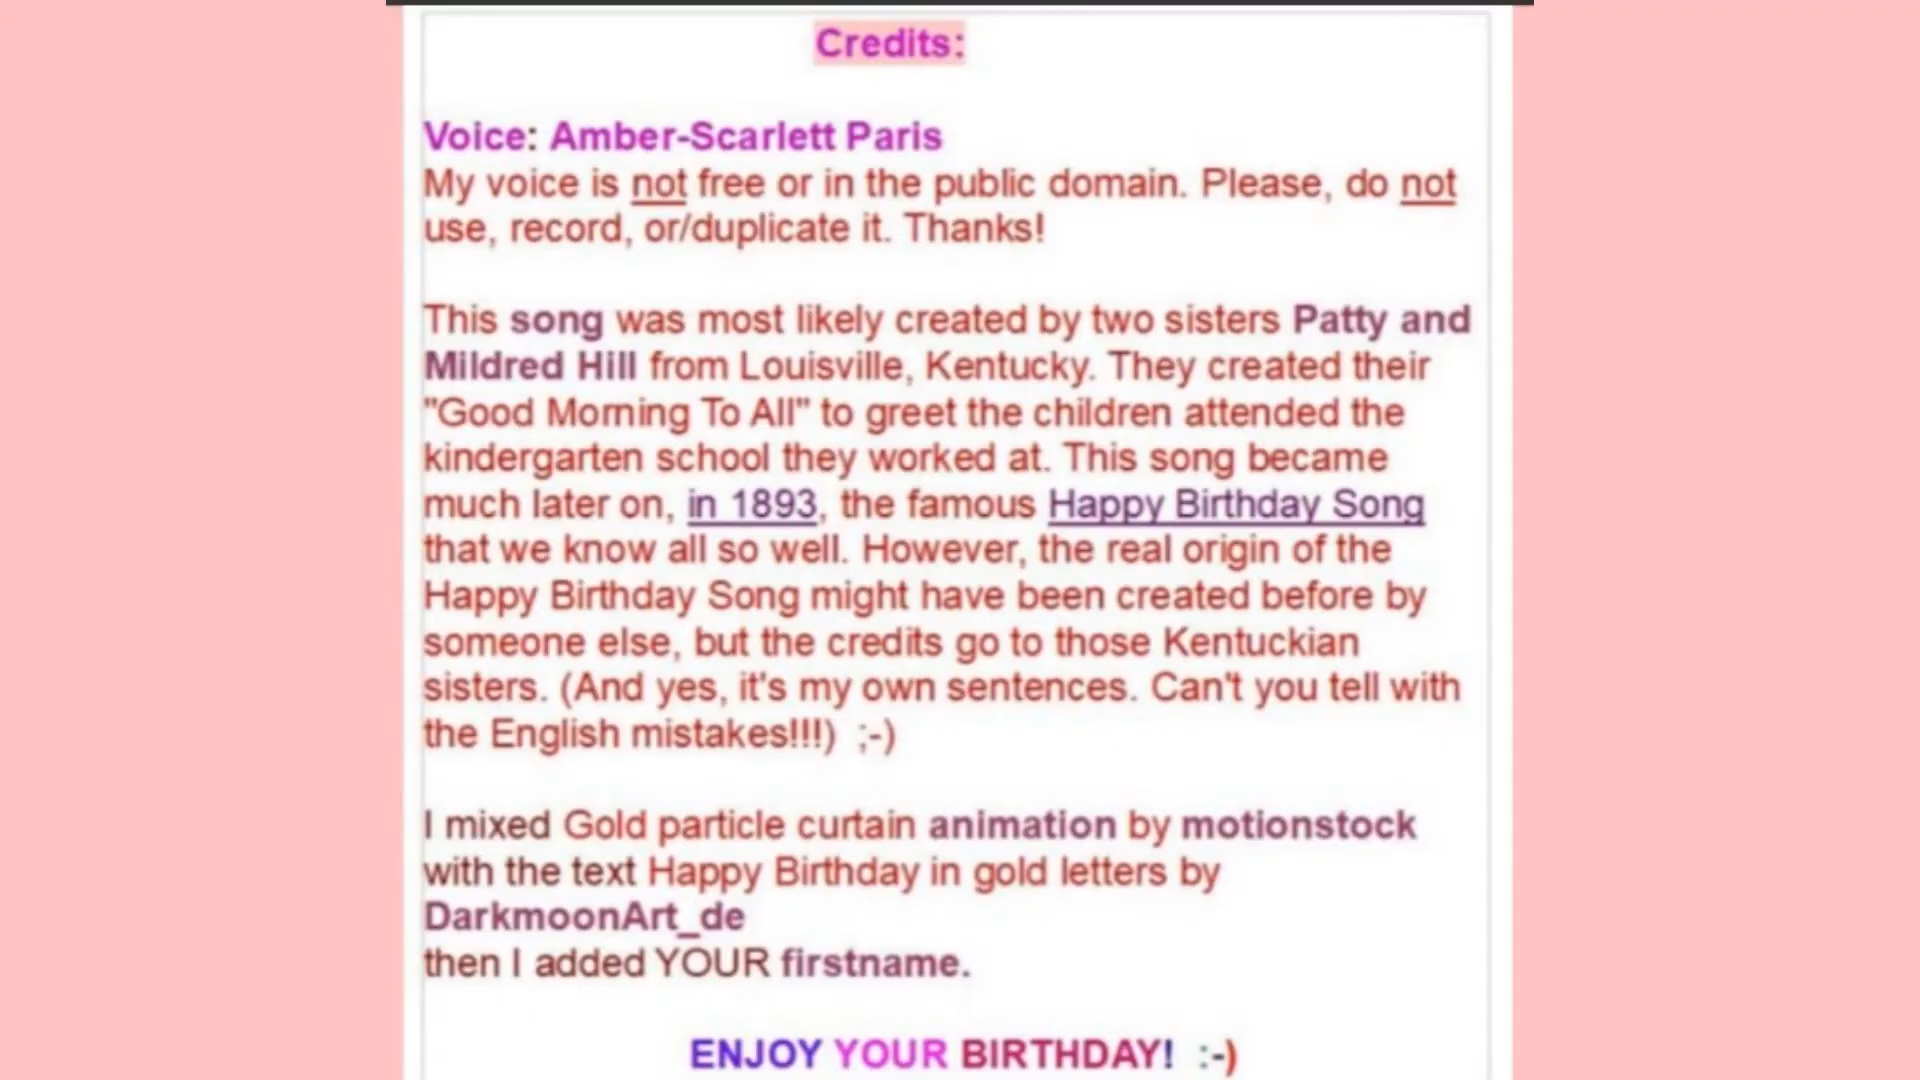 Credits:
Voice: Amber-Scarlett Paris
My voice is not free or in the public domain. Please, do not
use, record, or/duplicate it. Thanks!
This song was most likely created by two sisters Patty and
Mildred Hill from Louisville, Kentucky. They created their
"Good Morning To All" to greet the children attended the
kindergarten school they worked at. This song became
much later on, in 1893, the famous Happy Birthday Song
that we know all so well. However, the real origin of the
Happy Birthday Song might have been created before by
someone else, but the credits go to those Kentuckian
sisters. (And yes, it's my own sentences. Can't you tell with
the English mistakes!!!) ;-)
I mixed Gold particle curtain animation by motionstock
with the text Happy Birthday in gold letters by
DarkmoonArt_de
then I added YOUR firstname.
ENJOY YOUR BIRTHDAY! :-)